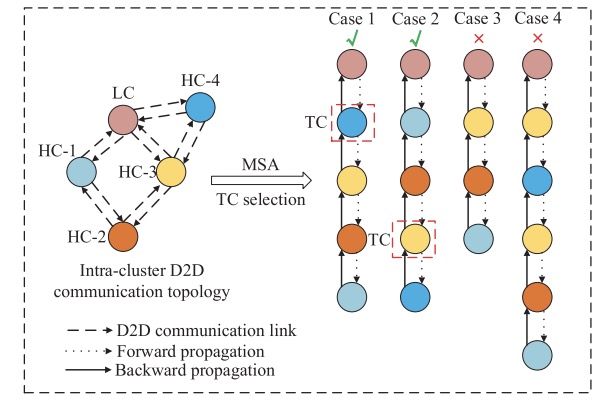 Case 1 Case 2 Case 3 Case 4
HC-4
LC
TC
HC-1
HC-3
MSA
TC selection
HC-2
TC
Intra-cluster D2D
communication topology
D2D communication link
Forward propagation
Backward propagation